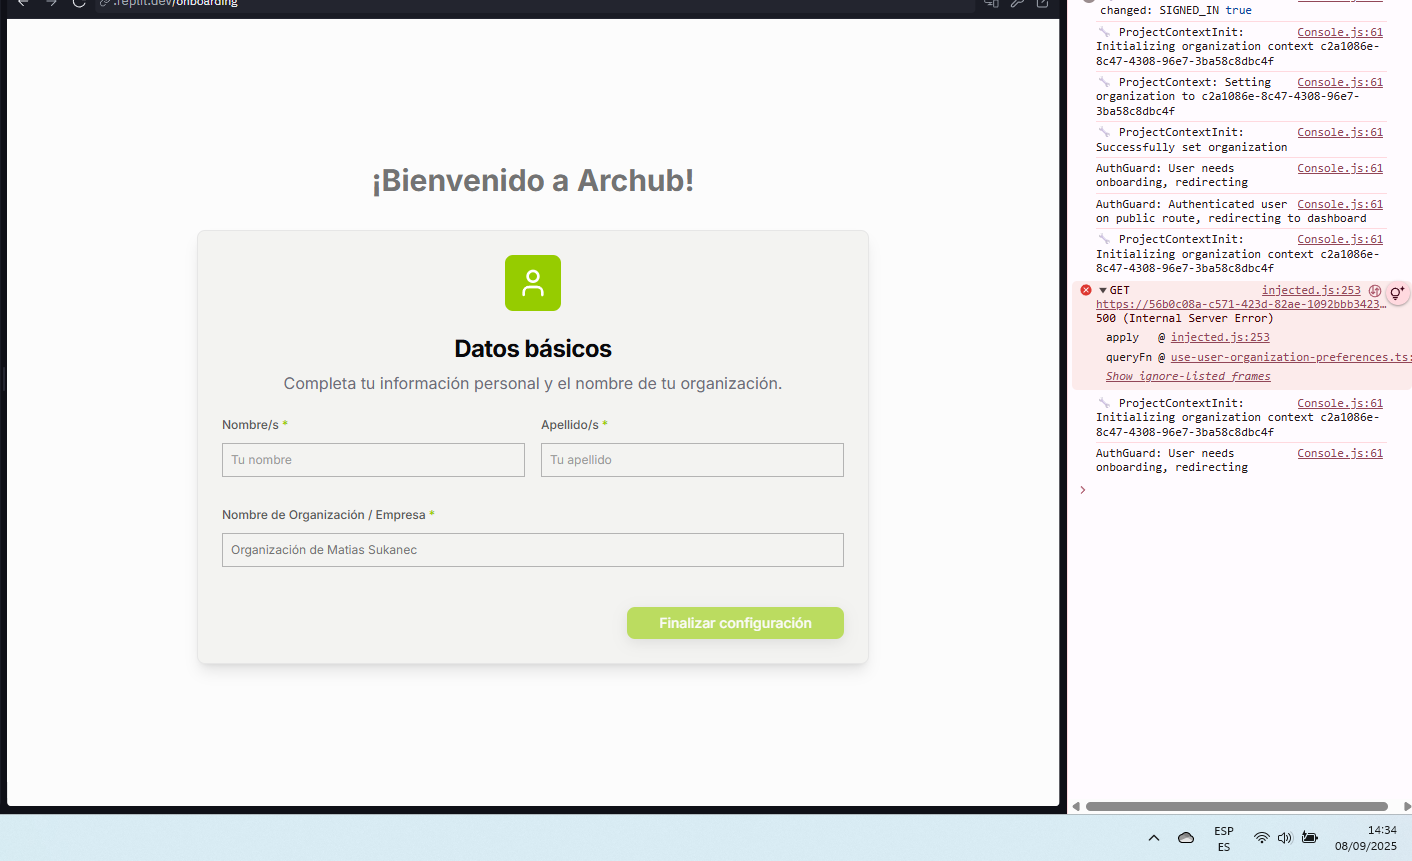 .replit.dev/onboarding
¡Bienvenido a Archub!
Datos básicos
Completa tu información personal y el nombre de tu organización.
Nombre/s *
Apellido/s *
Tu nombre
Tu apellido
Nombre de Organización / Empresa *
Organización de Matias Sukanec
Finalizar configuración
changed: SIGNED_IN true
ProjectContextInit: Console.js:61
Initializing organization context c2a1086e-
8c47-4308-96e7-3ba58c8dbc4f
ProjectContext: Setting Console.js:61
organization to c2a1086e-8c47-4308-96e7-
3ba58c8dbc4f
ProjectContextInit: Console.js:61
Successfully set organization
AuthGuard: User needs Console.js:61
onboarding, redirecting
AuthGuard: Authenticated user Console.js:61
on public route, redirecting to dashboard
ProjectContextInit: Console.js:61
Initializing organization context c2a1086e-
8c47-4308-96e7-3ba58c8dbc4f
GET injected.js:253
https://56b0c08a-c571-423d-82ae-1092bbb3423…
500 (Internal Server Error)
apply @ injected.js:253
queryFn @ use-user-organization-preferences.ts:
Show ignore-listed frames
ProjectContextInit: Console.js:61
Initializing organization context c2a1086e-
8c47-4308-96e7-3ba58c8dbc4f
AuthGuard: User needs Console.js:61
onboarding, redirecting
ESP
ES
14:34
08/09/2025